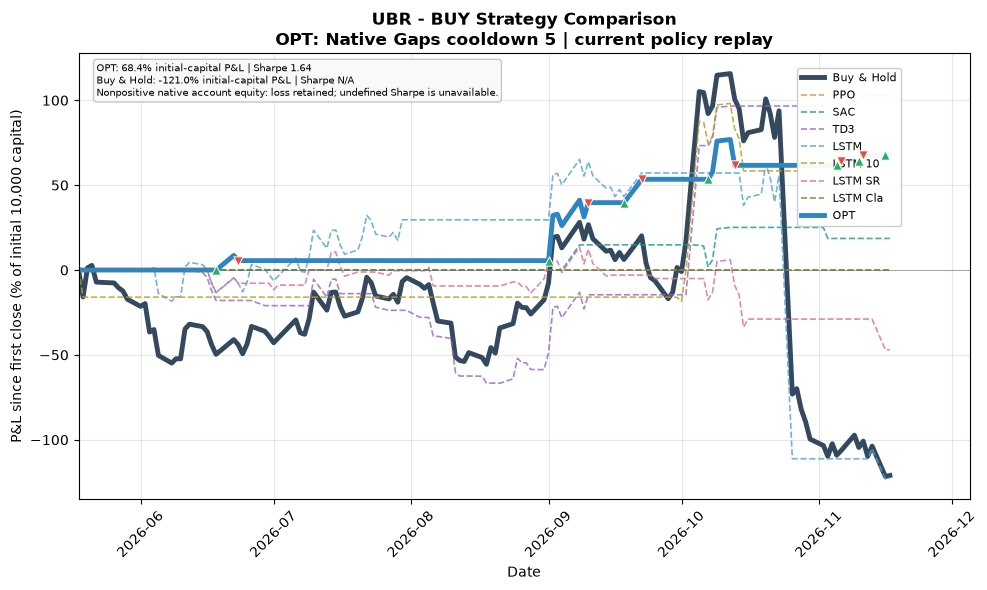 UBR - BUY Strategy Comparison
OPT: Native Gaps cooldown 5 | current policy replay
OPT: 68.4% initial-capital P&L | Sharpe 1.64
Buy & Hold: -121.0% initial-capital P&L | Sharpe N/A
Nonpositive native account equity: loss retained; undefined Sharpe is unavailable.
Buy & Hold
PPO
SAC
TD3
LSTM
LSTM 10
LSTM SR
LSTM Cla
OPT
P&L since first close (% of initial 10,000 capital)
100
50
0
−50
−100
2026-06
2026-07
2026-08
2026-09
2026-10
2026-11
2026-12
Date